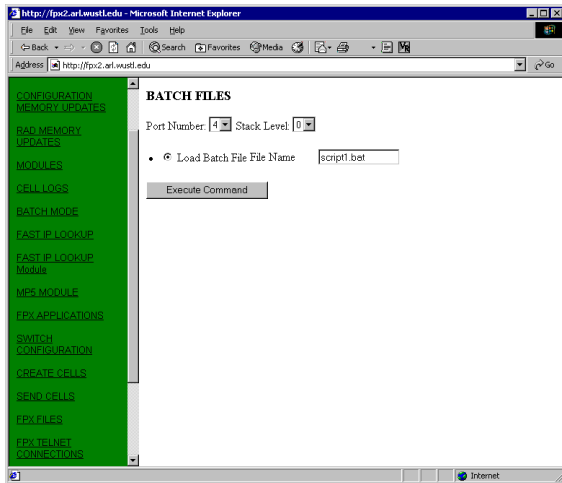 http://fpx2.arl.wustl.edu - Microsoft Internet Explorer
File Edit View Favorites Tools Help
Back Search Favorites Media
Address http://fpx2.arl.wustl.edu Go
CONFIGURATION
MEMORY UPDATES
RAD MEMORY
UPDATES
MODULES
CELL LOGS
BATCH MODE
FAST IP LOOKUP
FAST IP LOOKUP
Module
MP5 MODULE
FPX APPLICATIONS
SWITCH
CONFIGURATION
CREATE CELLS
SEND CELLS
FPX FILES
FPX TELNET
CONNECTIONS
BATCH FILES
Port Number: 4 Stack Level: 0
Load Batch File File Name script1.bat
Execute Command
Internet